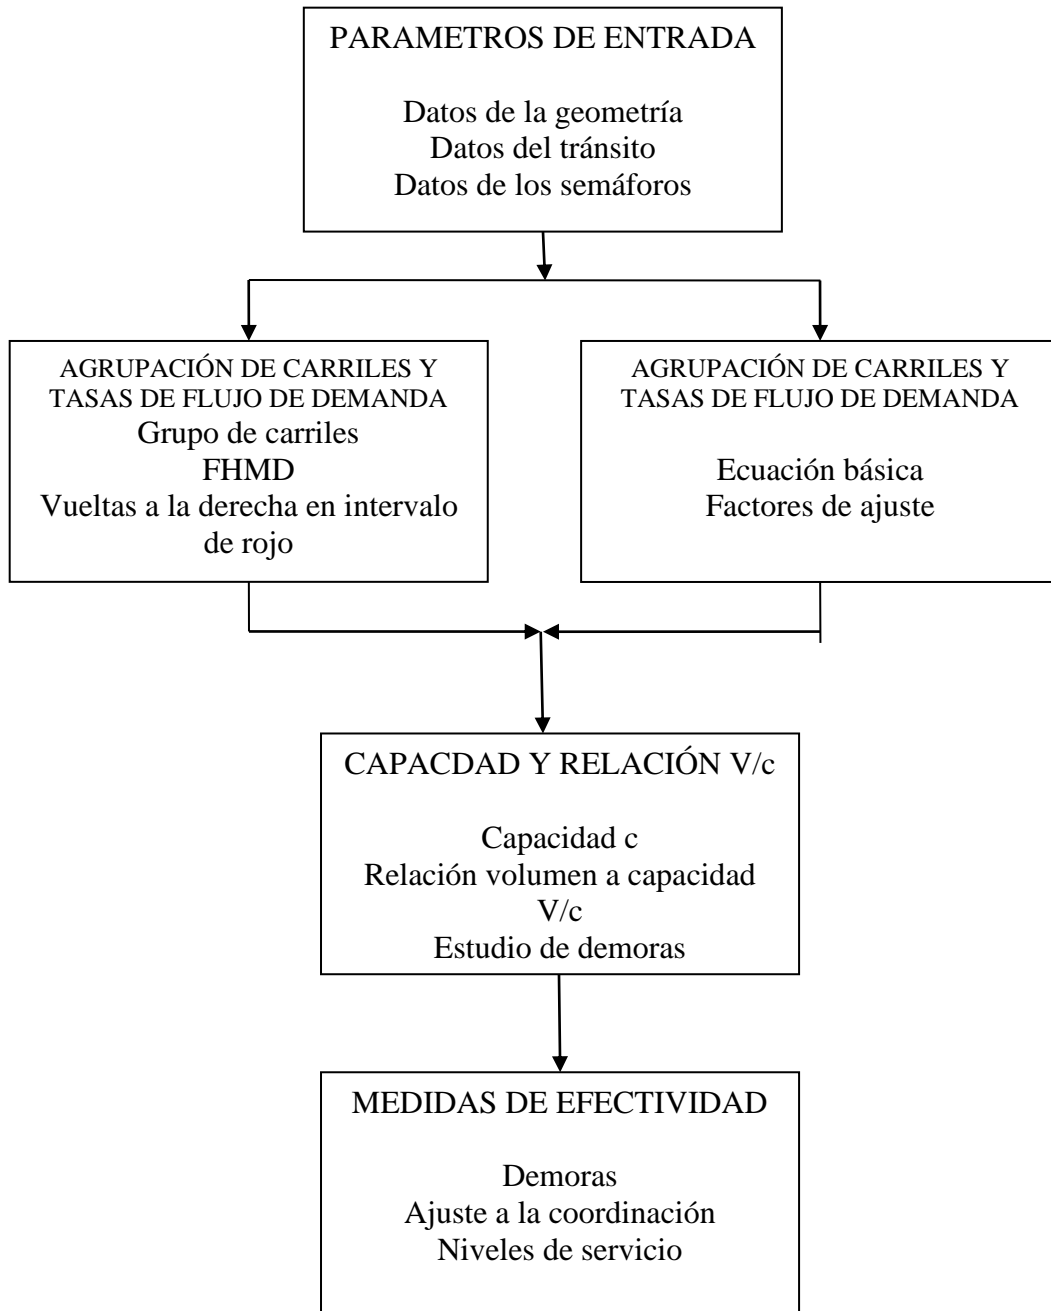 PARAMETROS DE ENTRADA
Datos de la geometría
Datos del tránsito
Datos de los semáforos
AGRUPACIÓN DE CARRILES Y
TASAS DE FLUJO DE DEMANDA
Grupo de carriles
FHMD
Vueltas a la derecha en intervalo
de rojo
AGRUPACIÓN DE CARRILES Y
TASAS DE FLUJO DE DEMANDA
Ecuación básica
Factores de ajuste
CAPACDAD Y RELACIÓN V/c
Capacidad c
Relación volumen a capacidad
V/c
Estudio de demoras
MEDIDAS DE EFECTIVIDAD
Demoras
Ajuste a la coordinación
Niveles de servicio